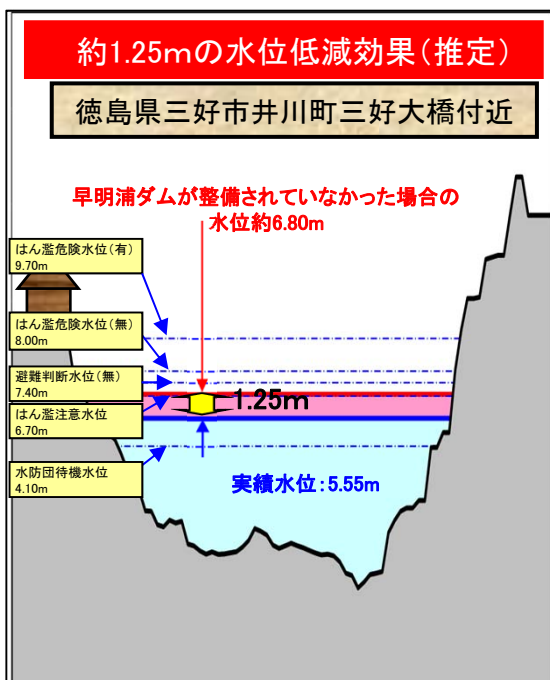 約1.25mの水位低減効果(推定)
徳島県三好市井川町三好大橋付近
早明浦ダムが整備されていなかった場合の
水位約6.80m
はん濫危険水位(有)
9.70m
はん濫危険水位(無)
8.00m
避難判断水位(無)
7.40m
はん濫注意水位
6.70m
水防団待機水位
4.10m
1.25m
実績水位:5.55m